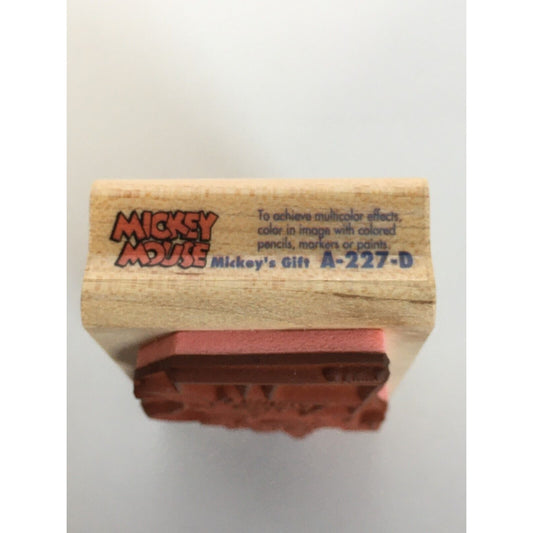 MICKEY
MOUSE
To achieve multicolor effects,
color in image with colored
pencils, markers or paints.
Mickey's Gift A-227-D